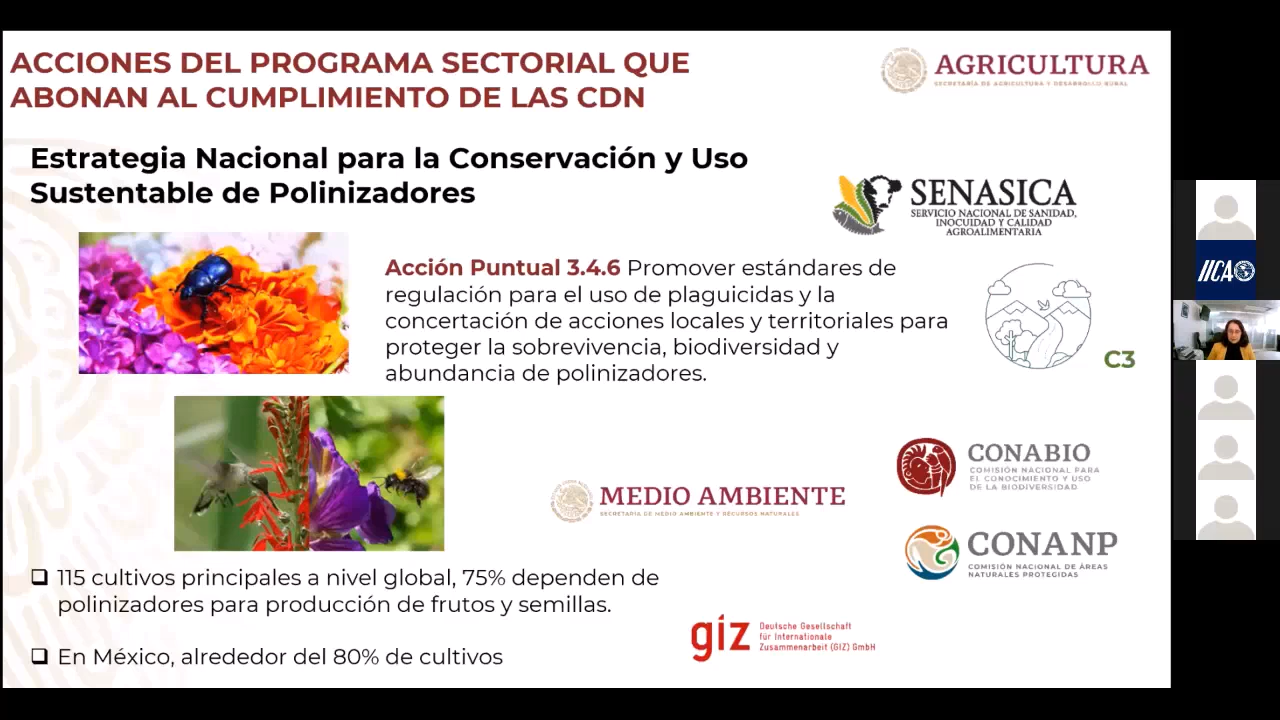 ACCIONES DEL PROGRAMA SECTORIAL QUE
ABONAN AL CUMPLIMIENTO DE LAS CDN
AGRICULTURA
SECRETARÍA DE AGRICULTURA Y DESARROLLO RURAL
Estrategia Nacional para la Conservación y Uso
Sustentable de Polinizadores
SENASICA
SERVICIO NACIONAL DE SANIDAD,
INOCUIDAD Y CALIDAD
AGROALIMENTARIA
Acción Puntual 3.4.6 Promover estándares de
regulación para el uso de plaguicidas y la
concertación de acciones locales y territoriales para
proteger la sobrevivencia, biodiversidad y
abundancia de polinizadores.
C3
IICA
CONABIO
COMISIÓN NACIONAL PARA
EL CONOCIMIENTO Y USO
DE LA BIODIVERSIDAD
MEDIO AMBIENTE
SECRETARÍA DE MEDIO AMBIENTE Y RECURSOS NATURALES
CONANP
COMISIÓN NACIONAL DE ÁREAS
NATURALES PROTEGIDAS
115 cultivos principales a nivel global, 75% dependen de
polinizadores para producción de frutos y semillas.
giz
Deutsche Gesellschaft
für Internationale
Zusammenarbeit (GIZ) GmbH
En México, alrededor del 80% de cultivos